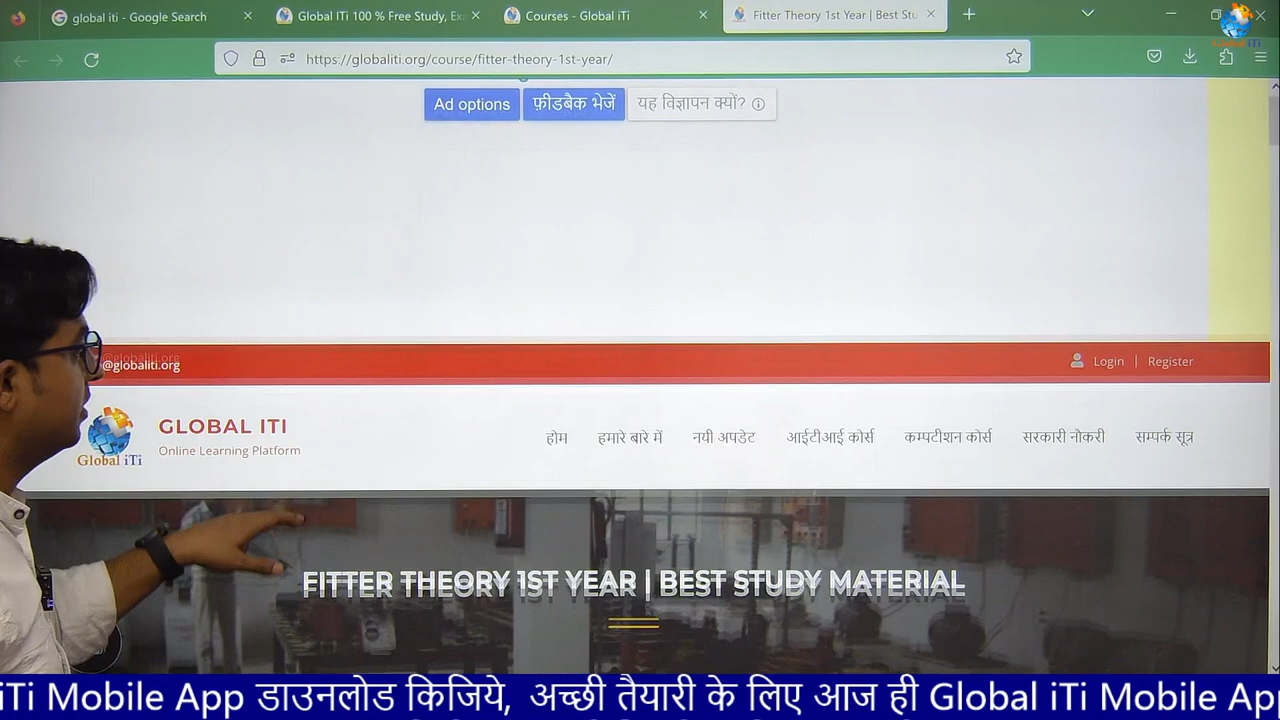 global iti - Google Search
Global ITi 100 % Free Study, Exa
Courses - Global iTi
Fitter Theory 1st Year | Best Stu
https://globaliti.org/course/fitter-theory-1st-year/
Global iTi
Ad options
फ़ीडबैक भेजें
यह विज्ञापन क्यों?
@globaliti.org
Login | Register
GLOBAL ITI
Online Learning Platform
Global iTi
होम
हमारे बारे में
नयी अपडेट
आईटीआई कोर्स
कम्पटीशन कोर्स
सरकारी नौकरी
सम्पर्क सूत्र
FITTER THEORY 1ST YEAR | BEST STUDY MATERIAL
iTi Mobile App डाउनलोड किजिये, अच्छी तैयारी के लिए आज ही Global iTi Mobile App